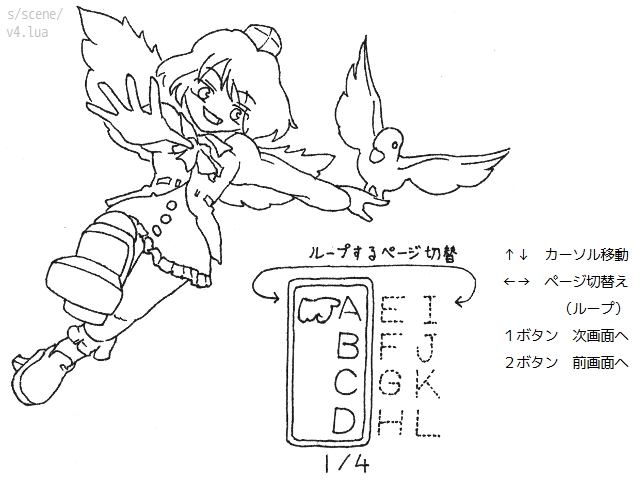 s/scene/
v4.lua
ループするページ切替
A E I
B F J
C G K
D H L
1/4
↑↓　カーソル移動
←→　ページ切替え
（ループ）
１ボタン　次画面へ
２ボタン　前画面へ